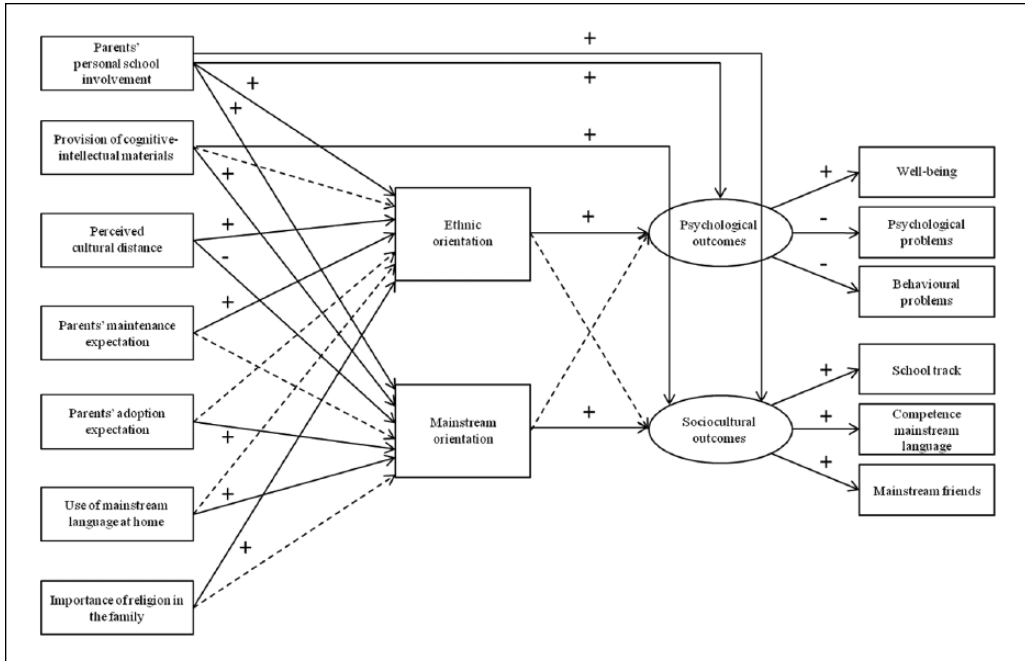 Parents'
personal school
involvement
Provision of cognitive-
intellectual materials
Perceived
cultural distance
Parents' maintenance
expectation
Parents' adoption
expectation
Use of mainstream
language at home
Importance of religion in
the family
+
+
+
+
+
+
+
-
+
+
+
+
Ethnic
orientation
Mainstream
orientation
+
+
Psychological
outcomes
Sociocultural
outcomes
+
-
-
+
+
+
Well-being
Psychological
problems
Behavioural
problems
School track
Competence
mainstream
language
Mainstream friends